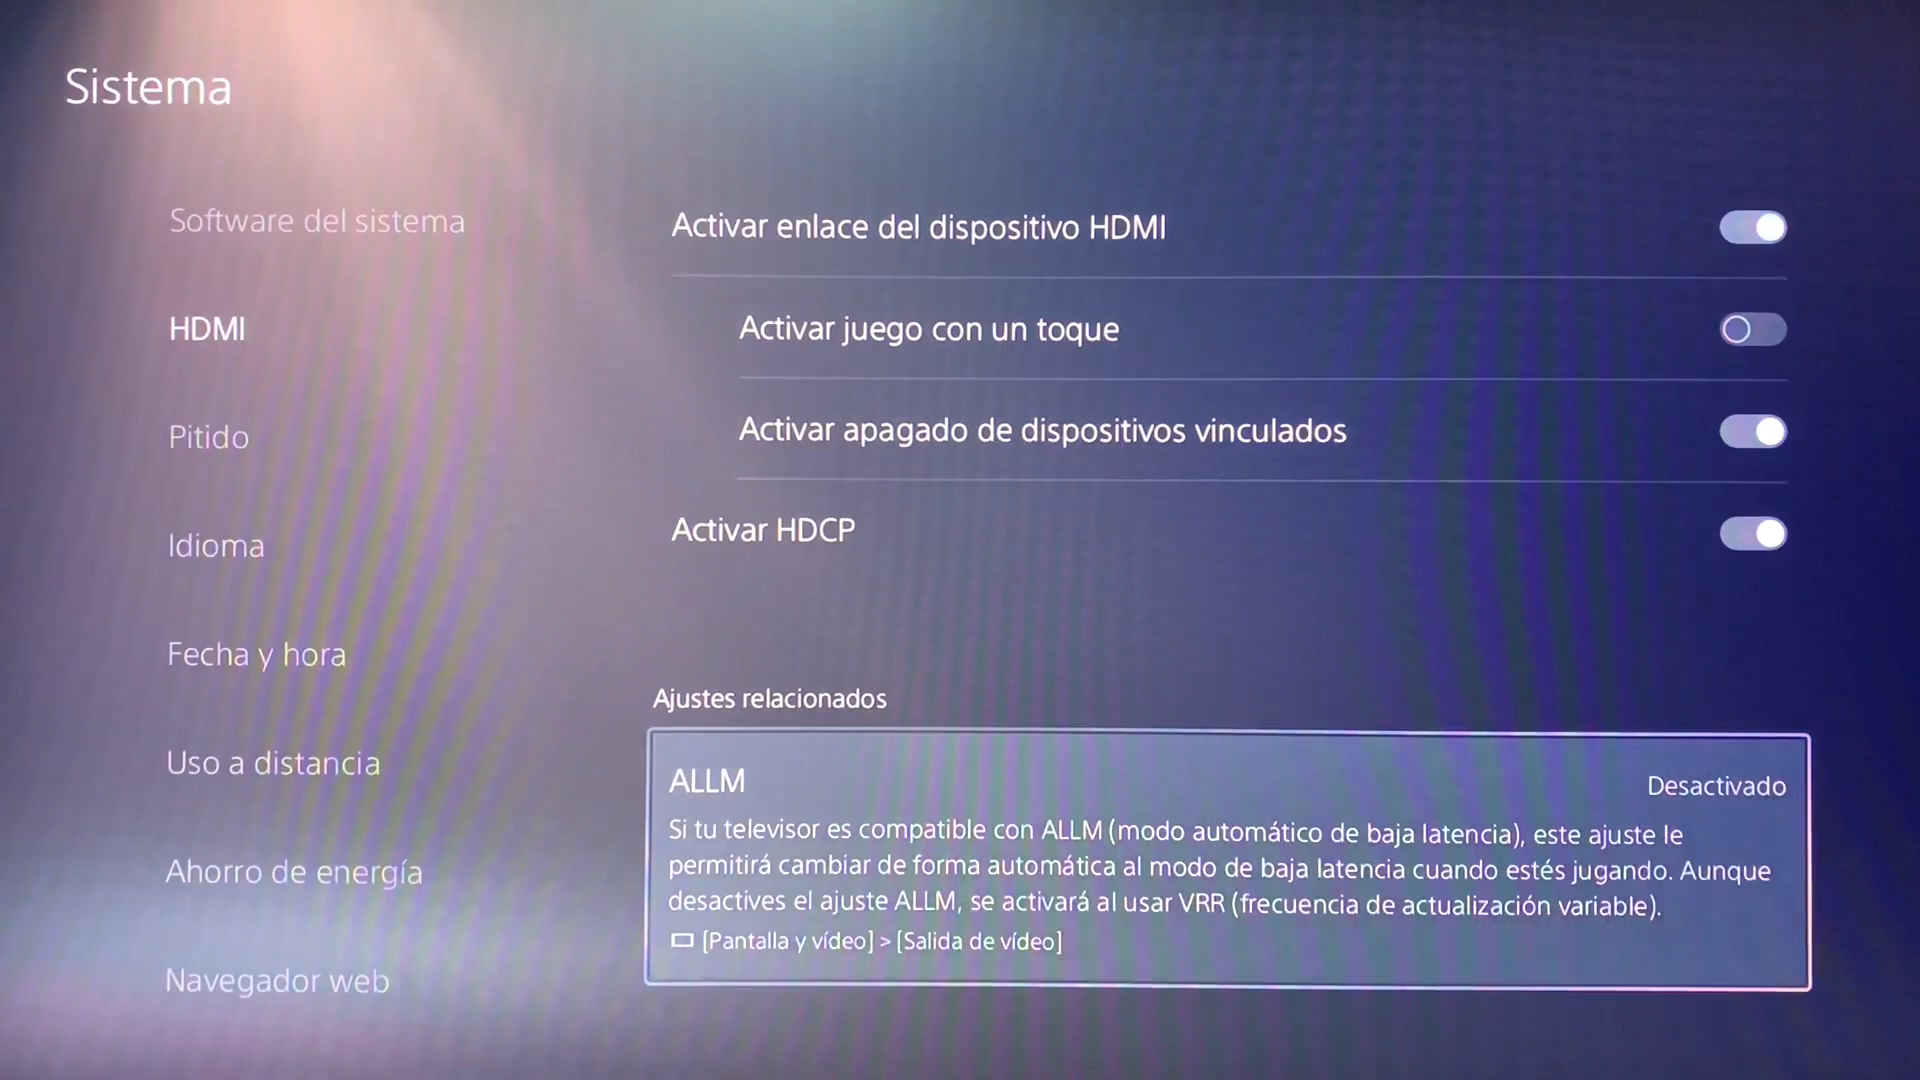 Sistema
Software del sistema
HDMI
Pitido
Idioma
Fecha y hora
Uso a distancia
Ahorro de energía
Navegador web
Activar enlace del dispositivo HDMI
Activar juego con un toque
Activar apagado de dispositivos vinculados
Activar HDCP
Ajustes relacionados
ALLM
Desactivado
Si tu televisor es compatible con ALLM (modo automático de baja latencia), este ajuste le
permitirá cambiar de forma automática al modo de baja latencia cuando estés jugando. Aunque
desactives el ajuste ALLM, se activará al usar VRR (frecuencia de actualización variable).
[Pantalla y vídeo] > [Salida de vídeo]